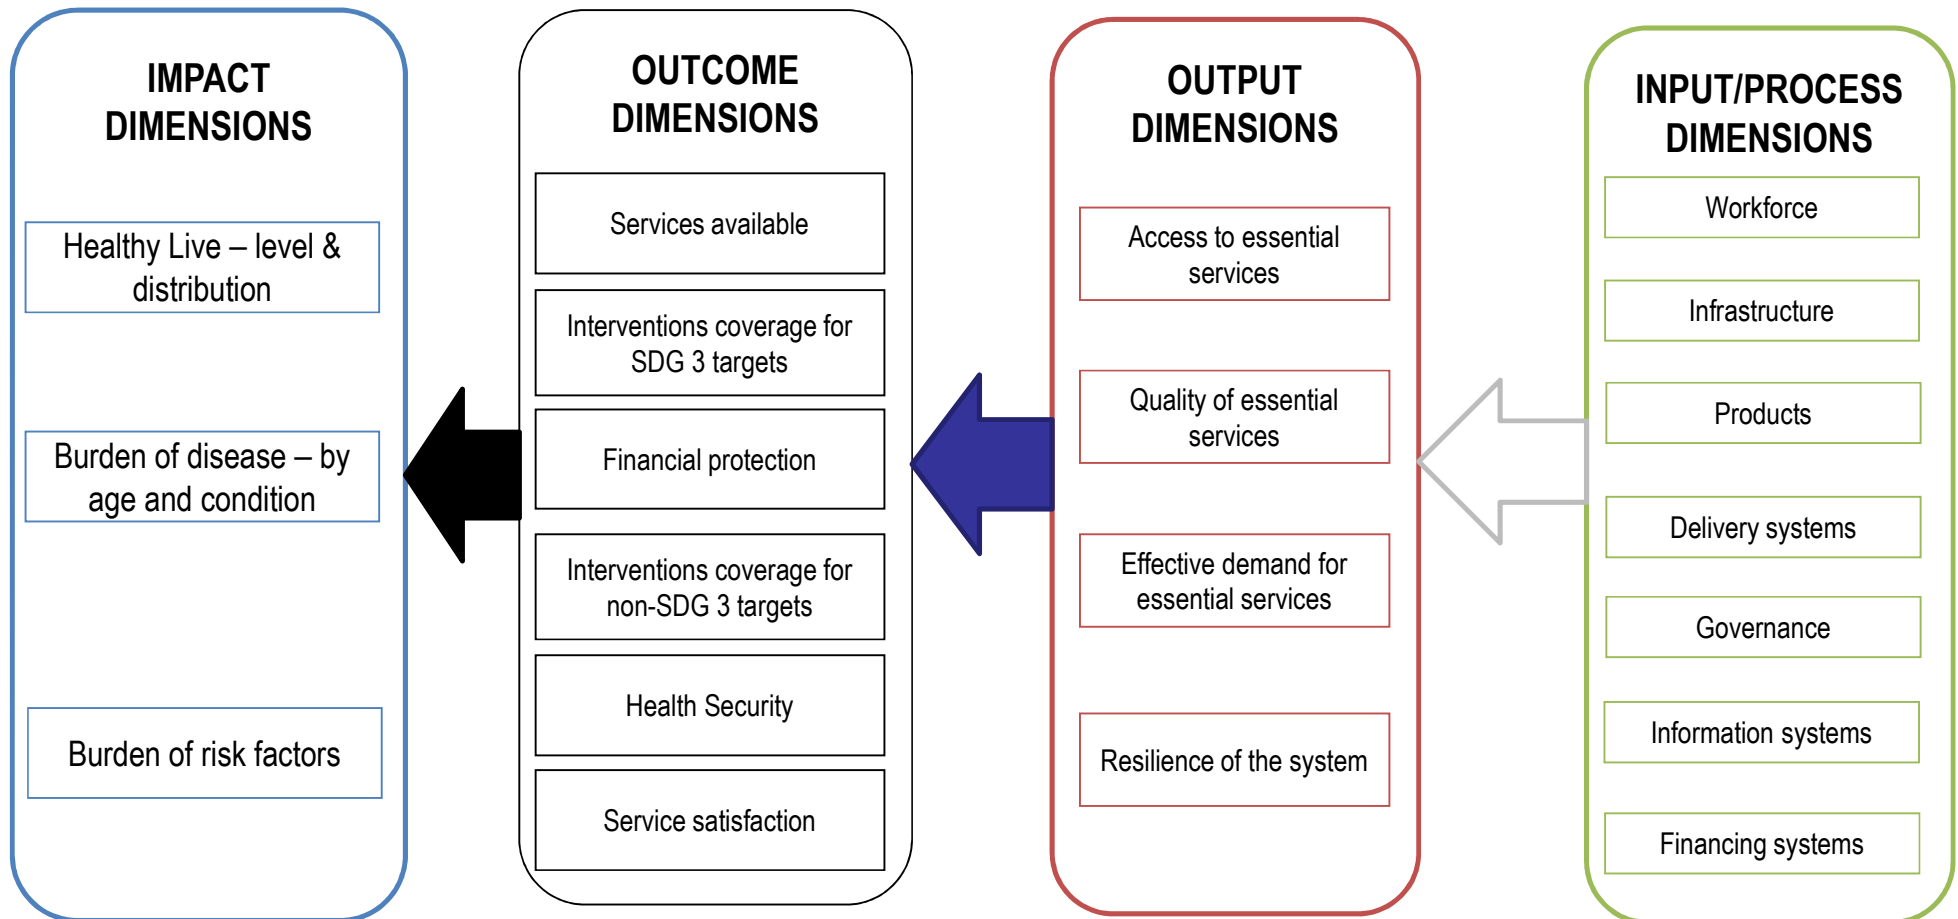 IMPACT
DIMENSIONS
Healthy Live – level &
distribution
Burden of disease – by
age and condition
Burden of risk factors
OUTCOME
DIMENSIONS
Services available
Interventions coverage for
SDG 3 targets
Financial protection
Interventions coverage for
non-SDG 3 targets
Health Security
Service satisfaction
OUTPUT
DIMENSIONS
Access to essential
services
Quality of essential
services
Effective demand for
essential services
Resilience of the system
INPUT/PROCESS
DIMENSIONS
Workforce
Infrastructure
Products
Delivery systems
Governance
Information systems
Financing systems